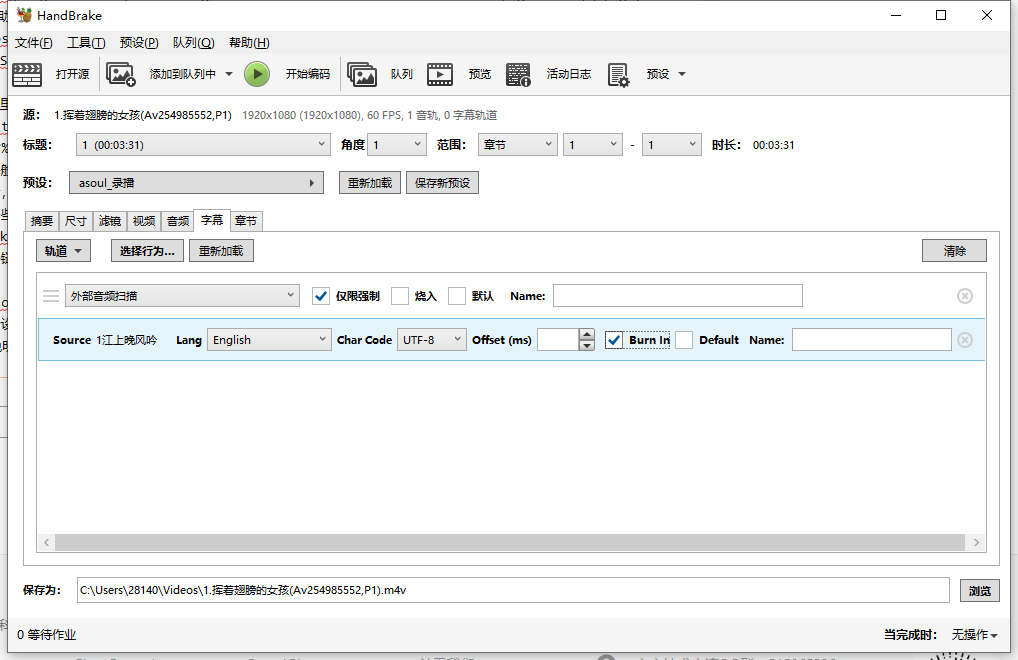 HandBrake
文件(F) 工具(T) 预设(P) 队列(Q) 帮助(H)
打开源 添加到队列中 开始编码 队列 预览 活动日志 预设
源： 1.挥着翅膀的女孩(Av254985552,P1) 1920x1080 (1920x1080), 60 FPS, 1 音轨, 0 字幕轨道
标题： 1 (00:03:31) 角度 1 范围： 章节 1 - 1 时长： 00:03:31
预设： asoul_录播 重新加载 保存新预设
摘要 尺寸 滤镜 视频 音频 字幕 章节
轨道 选择行为... 重新加载 清除
外部音频扫描 仅限强制 烧入 默认 Name:
Source 1江上晚风吟 Lang English Char Code UTF-8 Offset (ms) Burn In Default Name:
保存为： C:\Users\28140\Videos\1.挥着翅膀的女孩(Av254985552,P1).m4v 浏览
0 等待作业 当完成时： 无操作